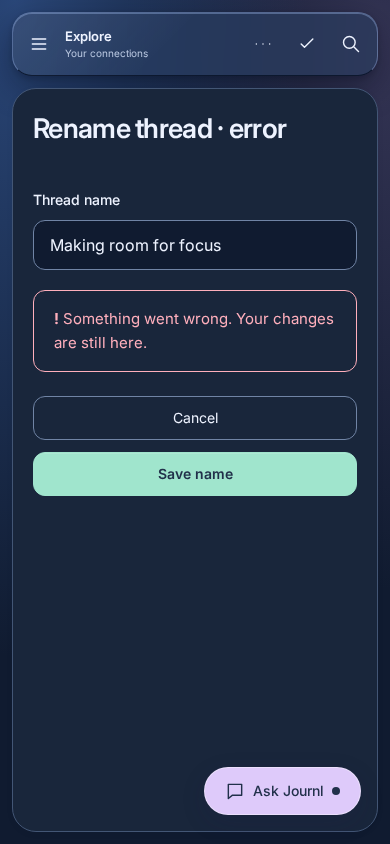 Explore
Your connections
...
Rename thread · error
Thread name
Making room for focus
! Something went wrong. Your changes
are still here.
Cancel
Save name
Ask Journl